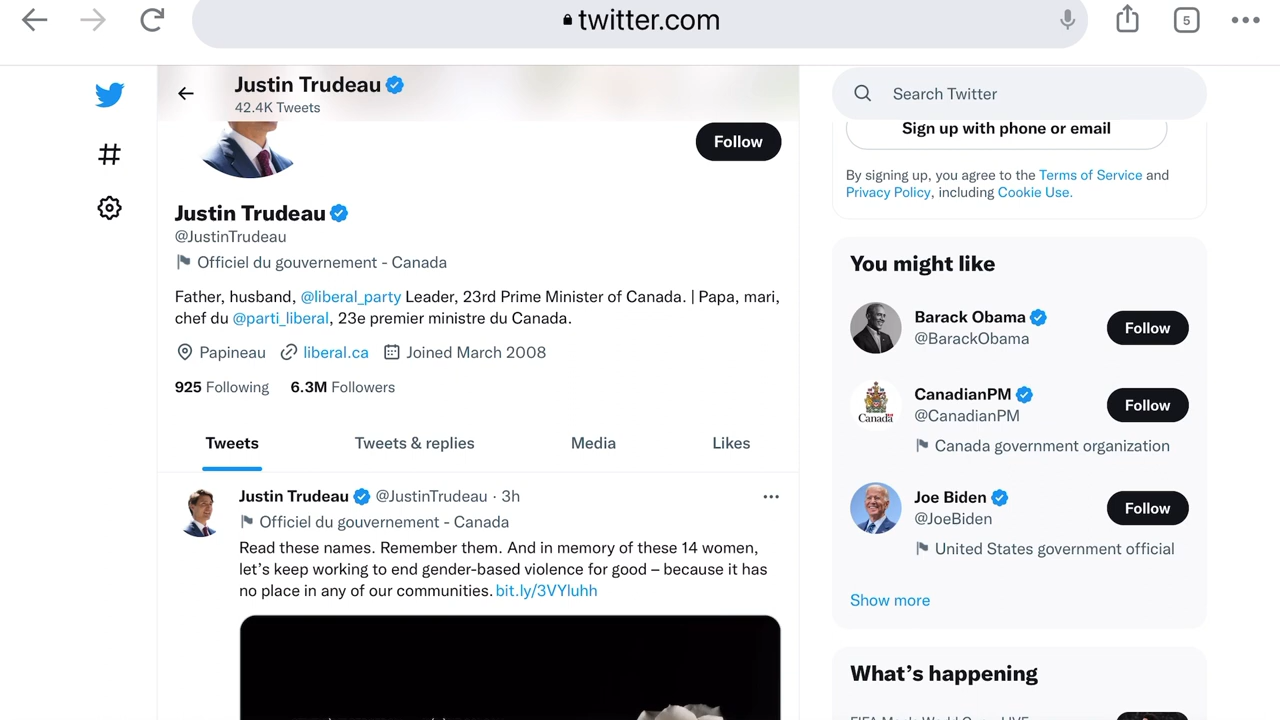 twitter.com
5
Justin Trudeau
42.4K Tweets
Follow
Justin Trudeau
@JustinTrudeau
Officiel du gouvernement - Canada
Father, husband, @liberal_party Leader, 23rd Prime Minister of Canada. | Papa, mari,
chef du @parti_liberal, 23e premier ministre du Canada.
Papineau liberal.ca Joined March 2008
925 Following 6.3M Followers
Tweets Tweets & replies Media Likes
Justin Trudeau @JustinTrudeau · 3h
Officiel du gouvernement - Canada
Read these names. Remember them. And in memory of these 14 women,
let’s keep working to end gender-based violence for good – because it has
no place in any of our communities. bit.ly/3VYluhh
Search Twitter
Sign up with phone or email
By signing up, you agree to the Terms of Service and
Privacy Policy, including Cookie Use.
You might like
Barack Obama
@BarackObama
Follow
Canada
CanadianPM
@CanadianPM
Follow
Canada government organization
Joe Biden
@JoeBiden
Follow
United States government official
Show more
What’s happening